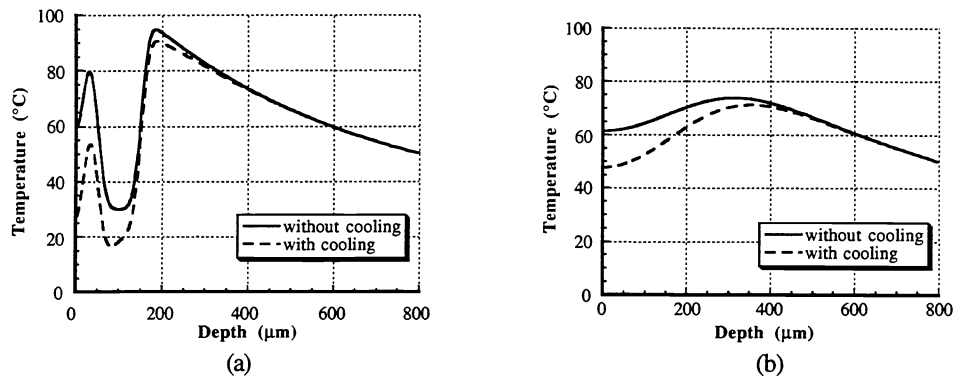 100
80
60
40
20
0
Temperature (°C)
without cooling
with cooling
0 200 400 600 800
Depth (μm)
(a)
100
80
60
40
20
0
Temperature (°C)
without cooling
with cooling
0 200 400 600 800
Depth (μm)
(b)